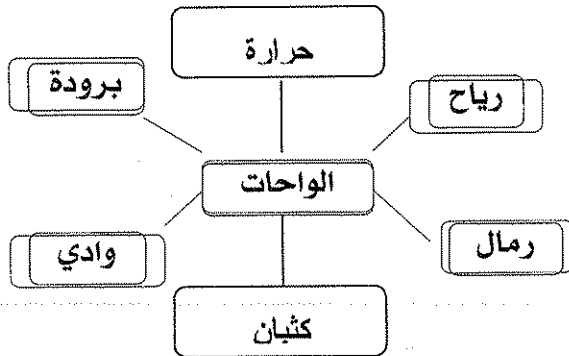 حرارة
رياح
برودة
الواحات
رمال
وادي
كثبان